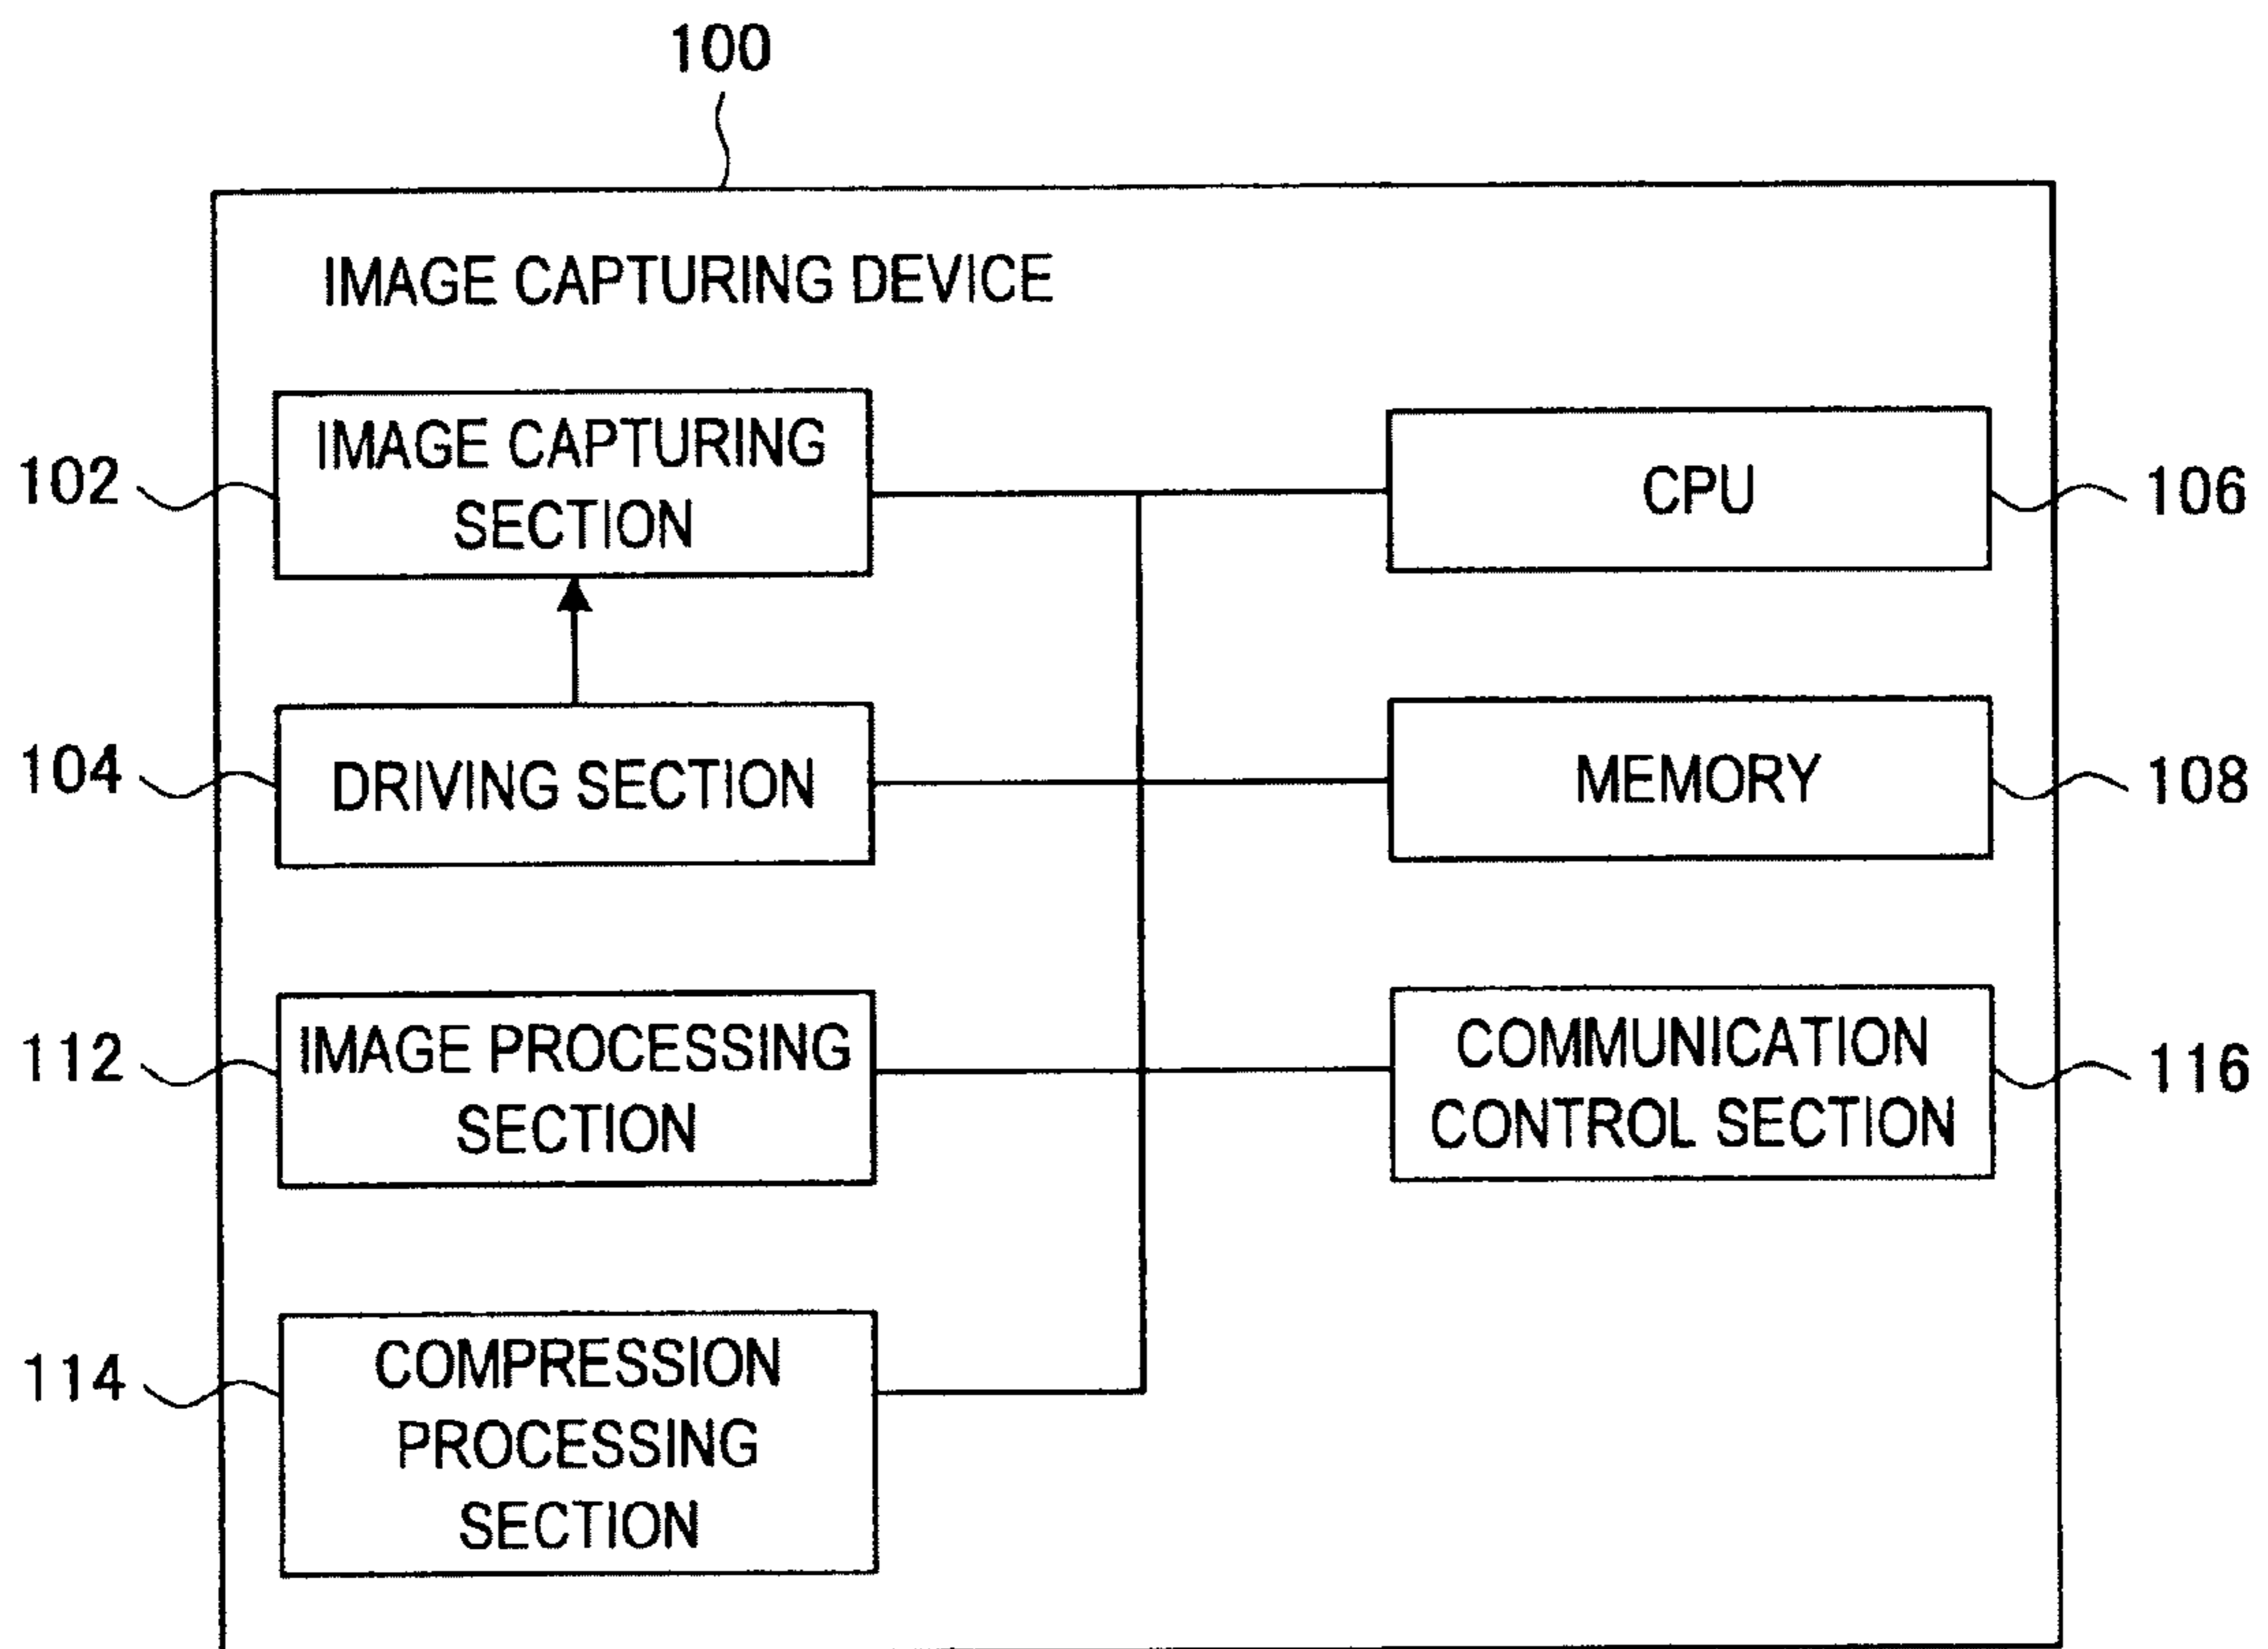 100
IMAGE CAPTURING DEVICE
102
IMAGE CAPTURING
SECTION
CPU
106
104
DRIVING SECTION
MEMORY
108
112
IMAGE PROCESSING
SECTION
COMMUNICATION
CONTROL SECTION
116
114
COMPRESSION
PROCESSING
SECTION